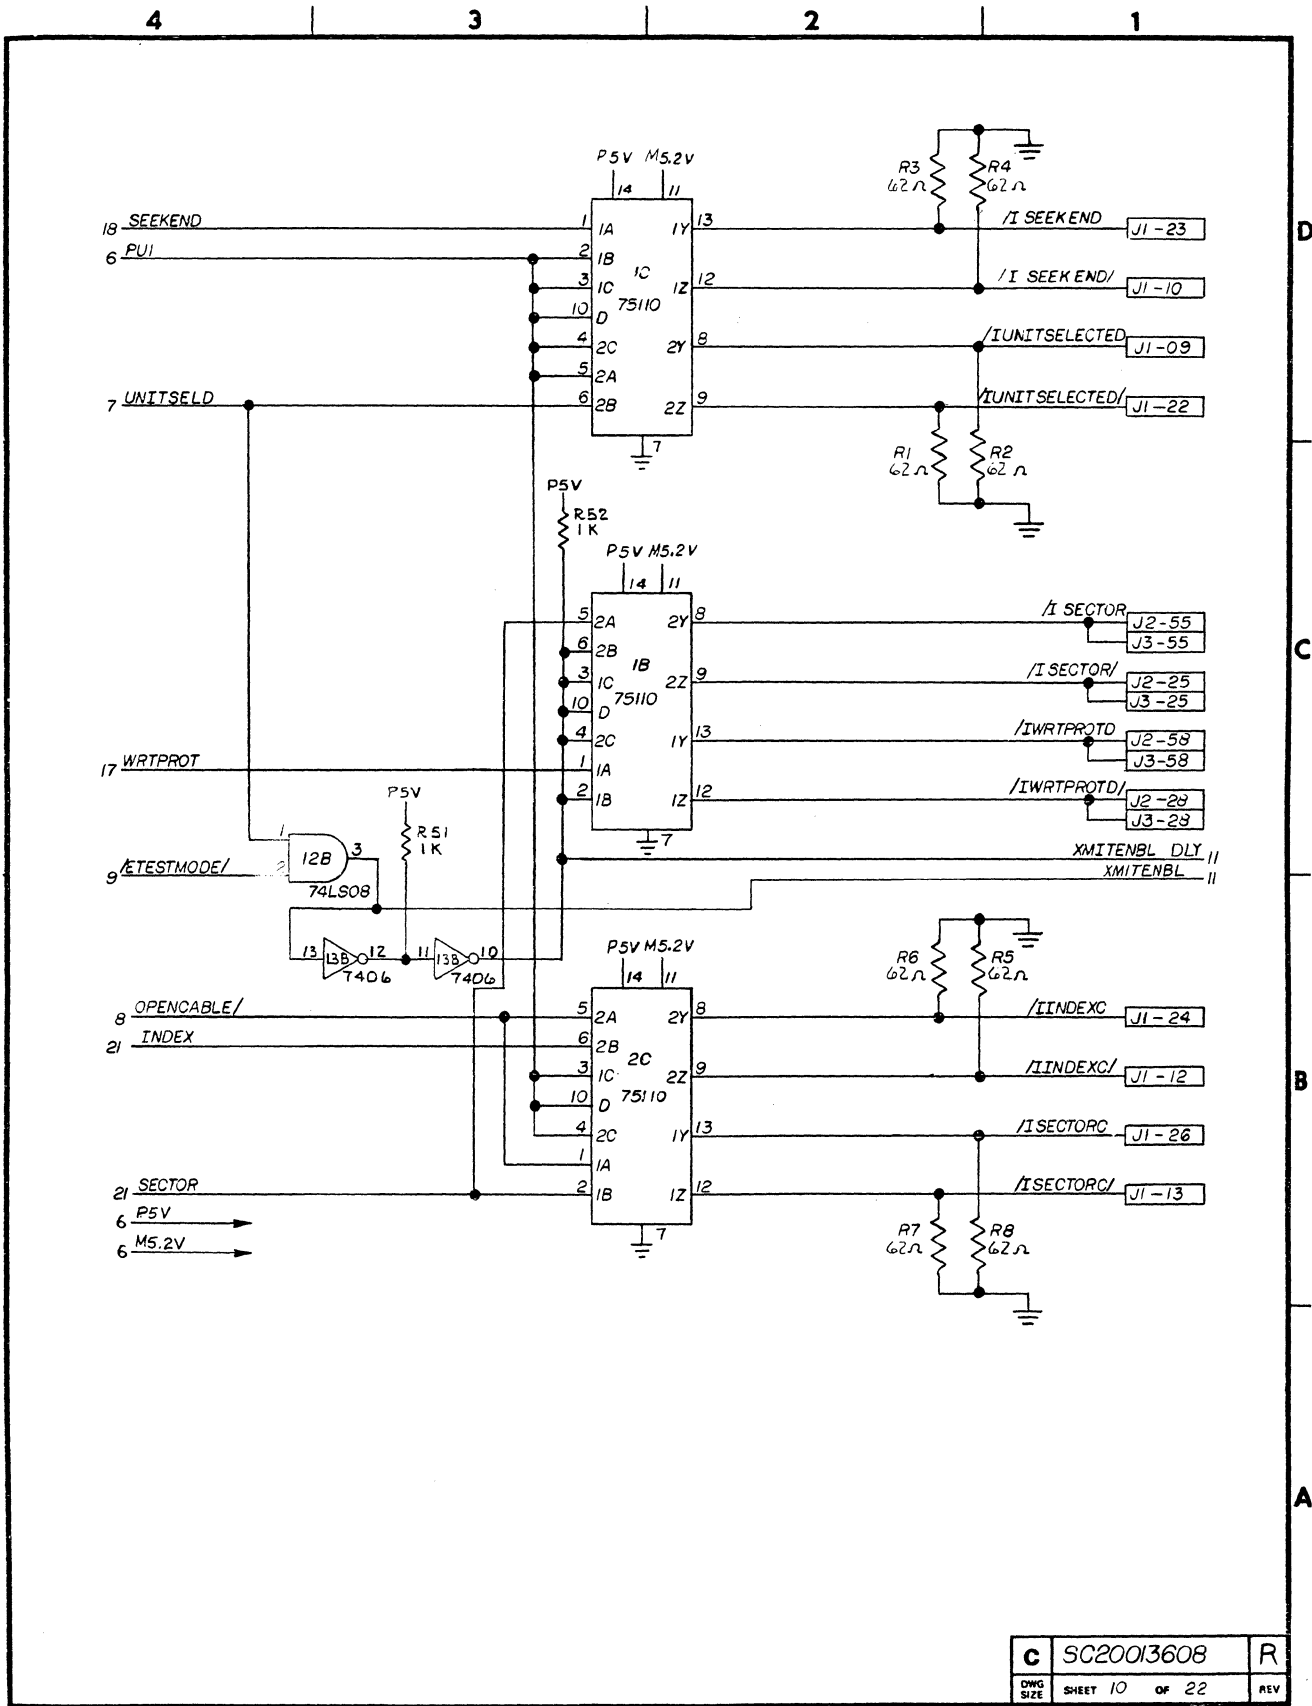 4 3 2 1
D
C
B
A
P5V M5.2V
14 11
18 SEEKEND 1 1A 1Y 13 /I SEEKEND J1-23
6 PU1 2 1B
3 1C 1Z 12 /I SEEKEND/ J1-10
1C
75110
10 D
4 2C 2Y 8 /IUNITSELECTED J1-09
5 2A
7 UNITSELD 6 2B 2Z 9 /IUNITSELECTED/ J1-22
7
R3
62Ω
R4
62Ω
R1
62Ω
R2
62Ω
P5V
R52
1K
P5V M5.2V
14 11
5 2A 2Y 8 /I SECTOR J2-55
J3-55
6 2B
1B
75110
3 1C 2Z 9 /I SECTOR/ J2-25
J3-25
10 D
4 2C 1Y 13 /IWRTPROTD J2-58
J3-58
17 WRTPROT 1 1A
2 1B 1Z 12 /IWRTPROTD/ J2-28
J3-28
7
P5V
R51
1K
1
12B 3
9 /ETESTMODE/ 2
74LS08
XMITENBL DLY 11
XMITENBL 11
13 13B 12 11 13B 10
7406 7406
P5V M5.2V
14 11
8 OPENCABLE/ 5 2A 2Y 8 /IINDEXC J1-24
21 INDEX 6 2B
2C
75110
3 1C 2Z 9 /IINDEXC/ J1-12
10 D
4 2C 1Y 13 /ISECTORC J1-26
1 1A
21 SECTOR 2 1B 1Z 12 /ISECTORC/ J1-13
7
R6
62Ω
R5
62Ω
R7
62Ω
R8
62Ω
6 P5V
6 M5.2V
C SC20013608 R
DWG SIZE SHEET 10 OF 22 REV